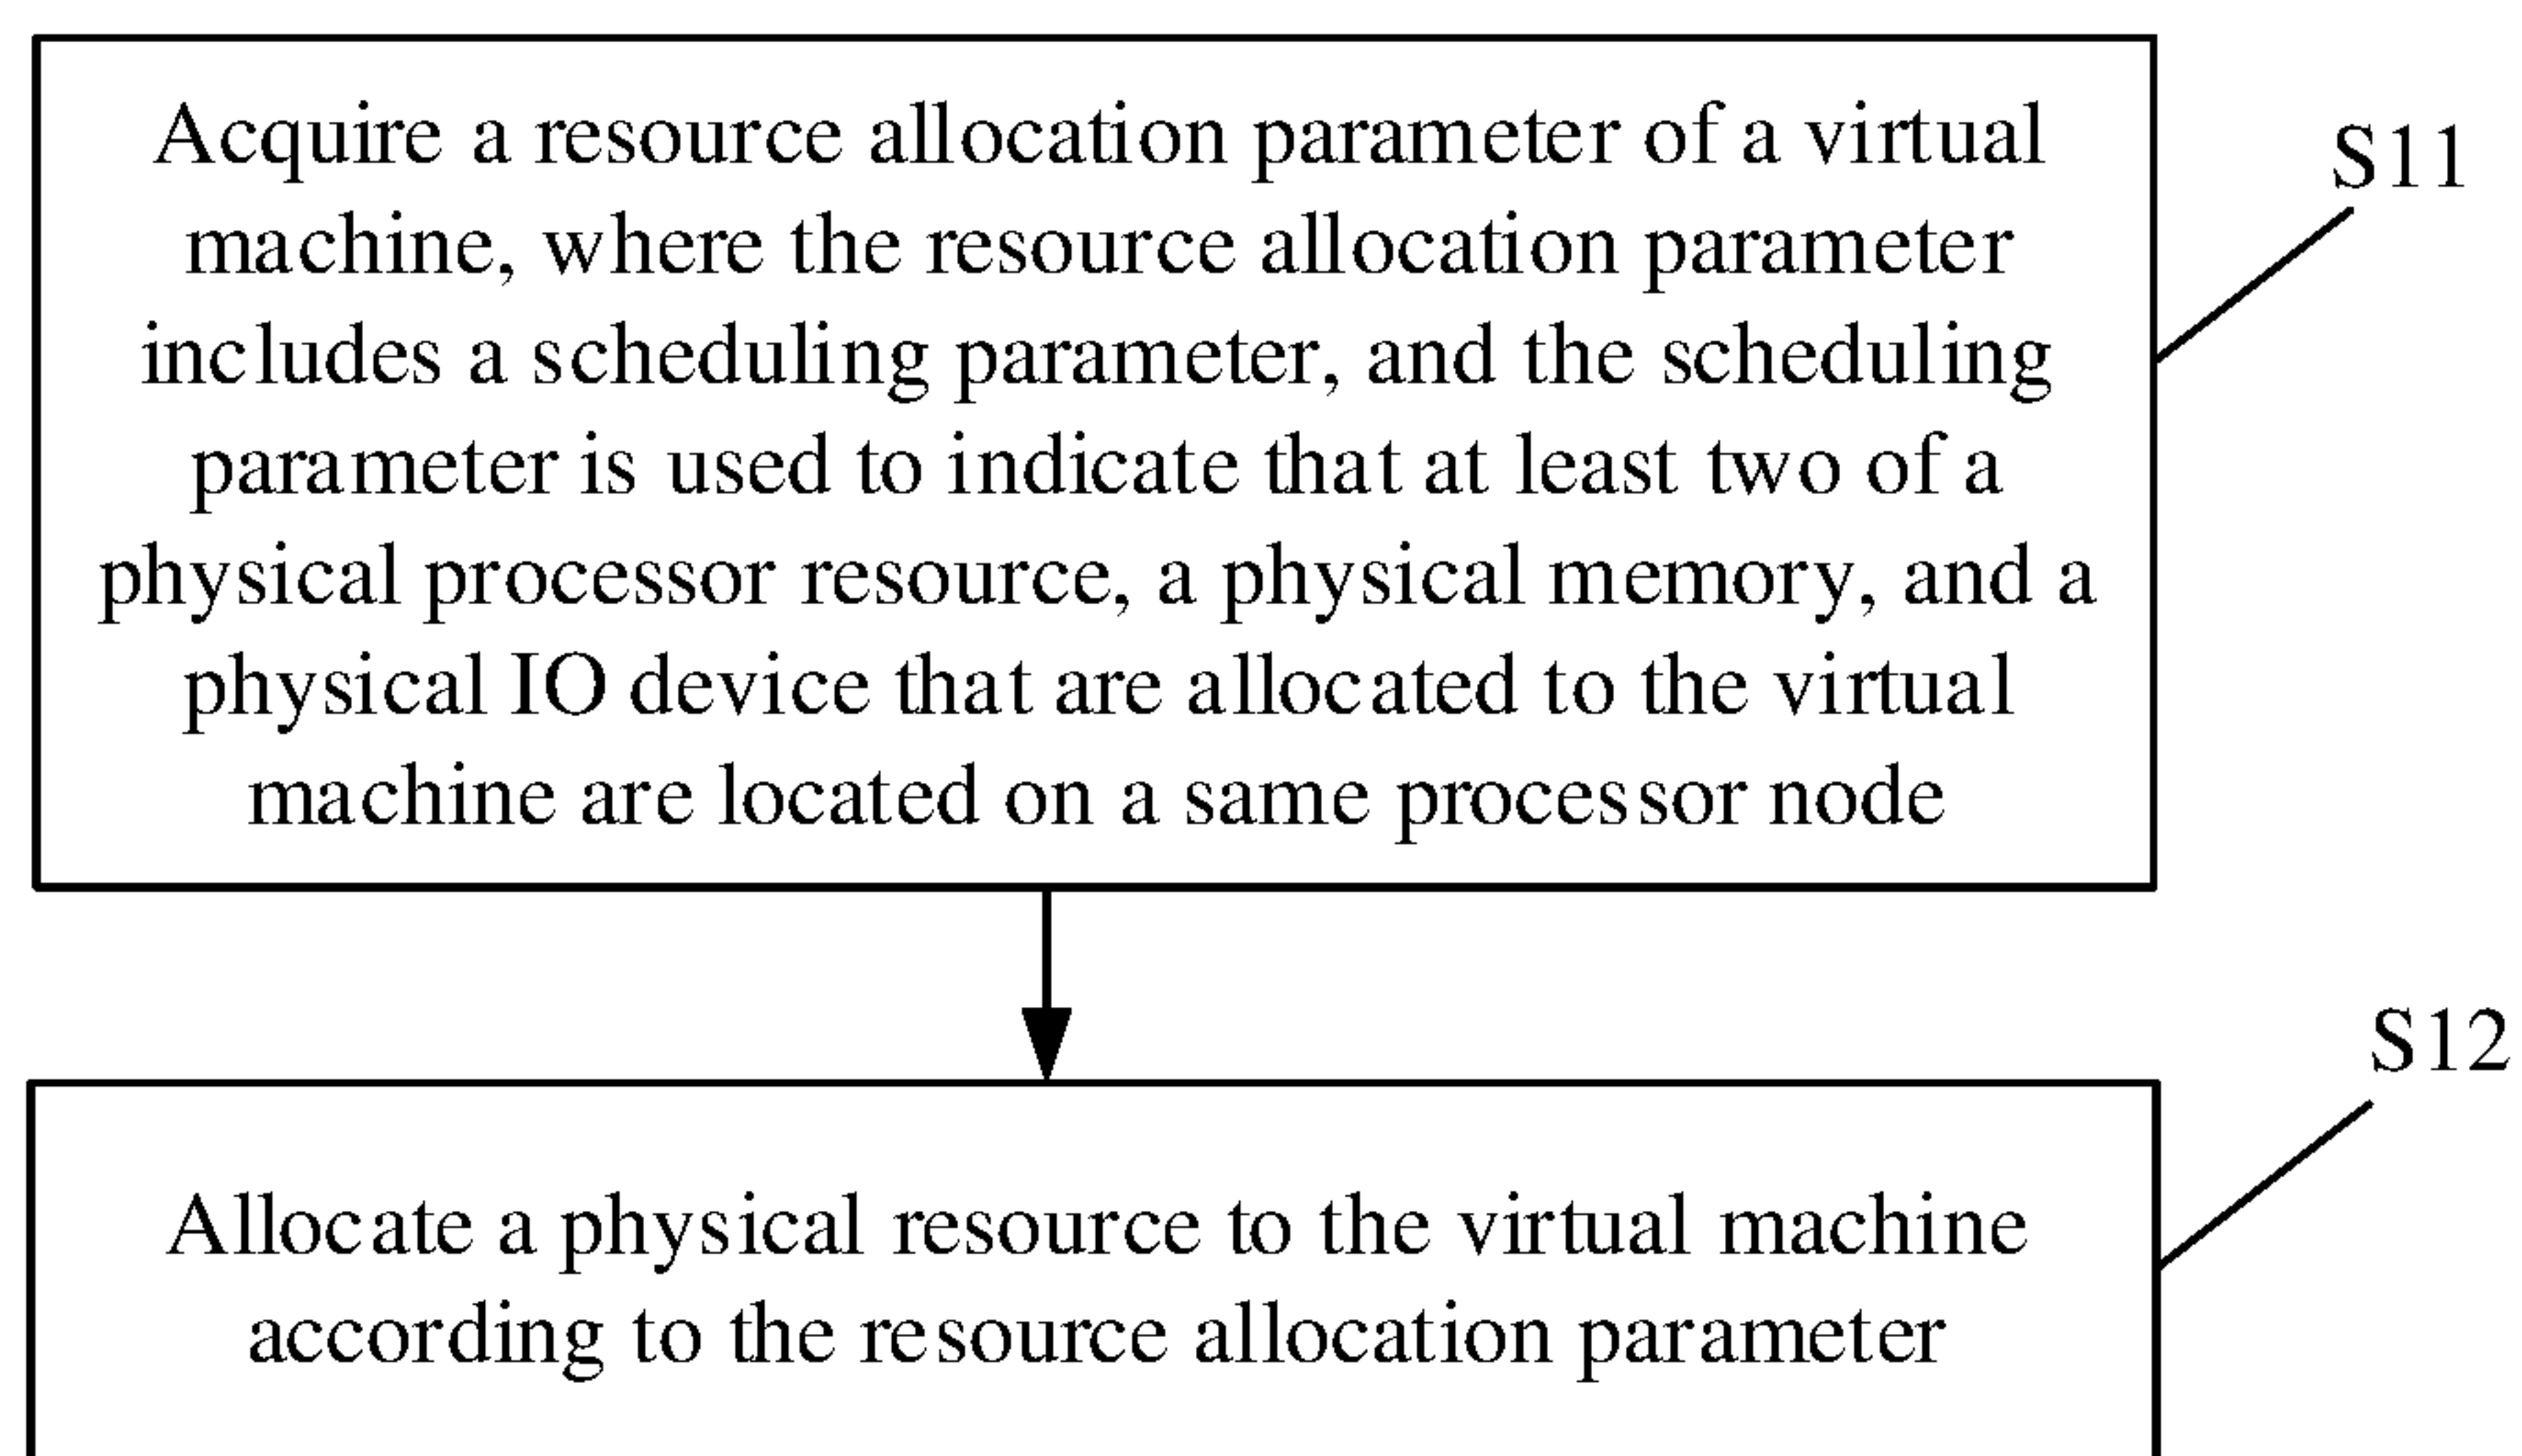 Acquire a resource allocation parameter of a virtual
machine, where the resource allocation parameter
includes a scheduling parameter, and the scheduling
parameter is used to indicate that at least two of a
physical processor resource, a physical memory, and a
physical IO device that are allocated to the virtual
machine are located on a same processor node
S11
S12
Allocate a physical resource to the virtual machine
according to the resource allocation parameter